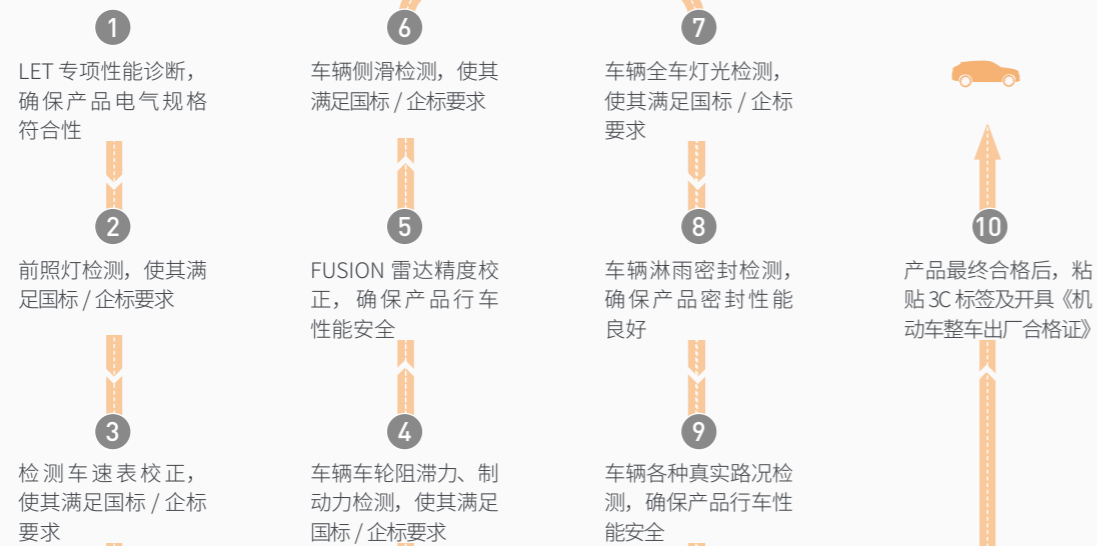 1
LET 专项性能诊断，
确保产品电气规格
符合性
2
前照灯检测，使其满
足国标 / 企标要求
3
检测车速表校正，
使其满足国标 / 企标
要求
4
车辆车轮阻滞力、制
动力检测，使其满足
国标 / 企标要求
5
FUSION 雷达精度校
正，确保产品行车
性能安全
6
车辆侧滑检测，使其
满足国标 / 企标要求
7
车辆全车灯光检测，
使其满足国标 / 企标
要求
8
车辆淋雨密封检测，
确保产品密封性能
良好
9
车辆各种真实路况检
测，确保产品行车性
能安全
10
产品最终合格后，粘
贴 3C 标签及开具《机
动车整车出厂合格证》